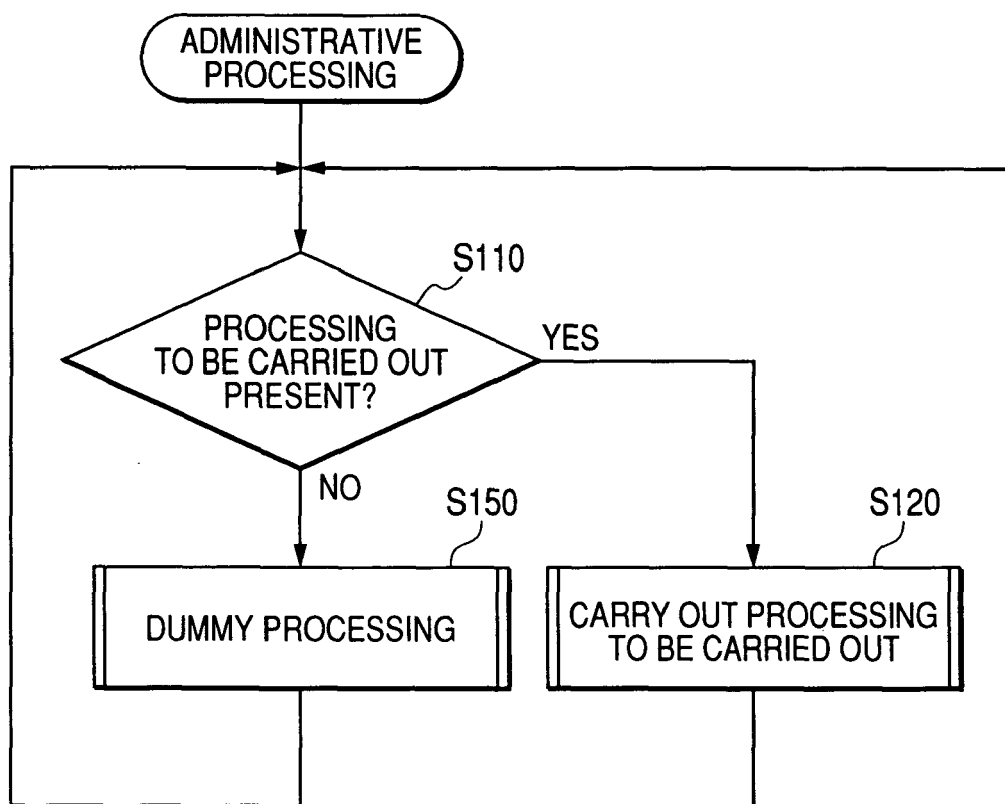 ADMINISTRATIVE
PROCESSING
S110
PROCESSING
TO BE CARRIED OUT
PRESENT?
YES
NO
S150
S120
DUMMY PROCESSING
CARRY OUT PROCESSING
TO BE CARRIED OUT